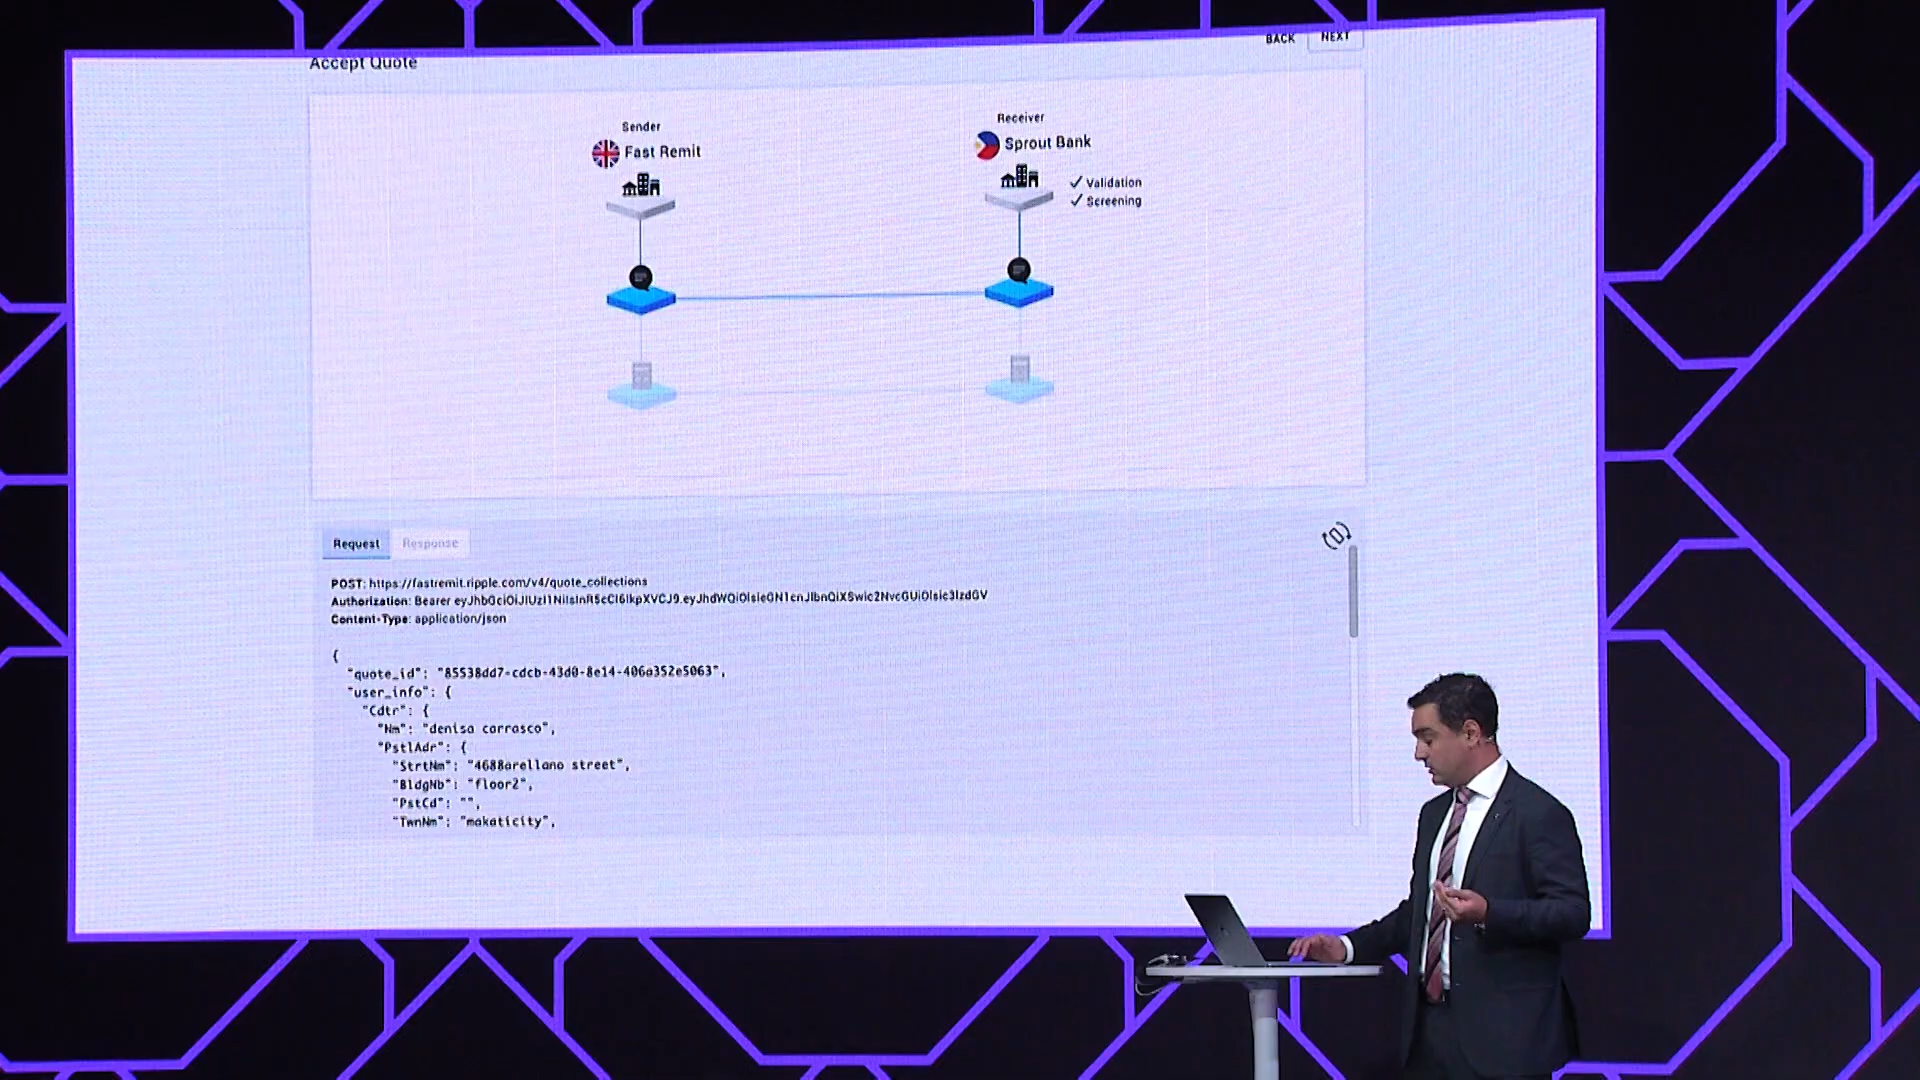 BACK NEXT
Accept Quote
Sender
Fast Remit
Receiver
Sprout Bank
✓ Validation
✓ Screening
Request Response
POST: https://fastremit.ripple.com/v4/quote_collections
Authorization: Bearer
Content-Type: application/json
{
"quote_id": "85538dd7-cdcb-43d0-8e14-406a352e5063",
"user_info": {
"Cdtr": {
"Nm": "denisa carrasco",
"PstlAdr": {
"StrtNm": "4688arellano street",
"BldgNb": "floor2",
"PstCd": "",
"TwnNm": "makaticity",